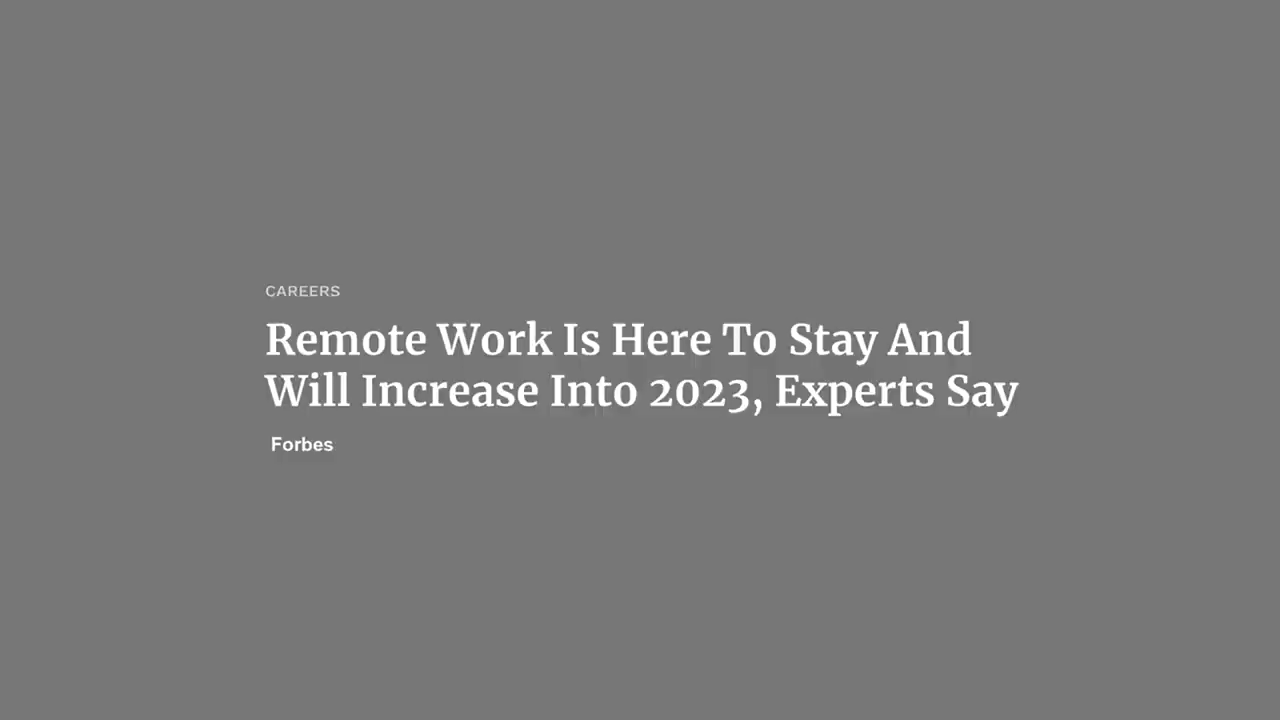 CAREERS
Remote Work Is Here To Stay And
Will Increase Into 2023, Experts Say
Forbes